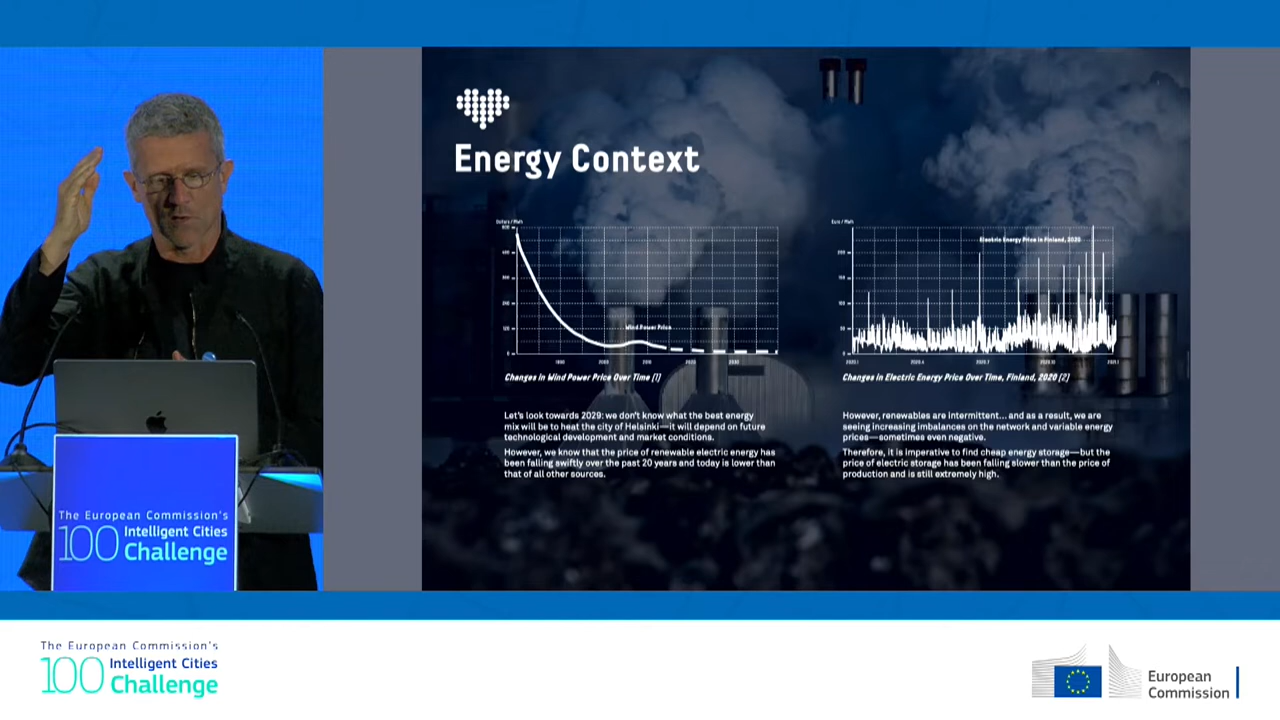 Energy Context
Dollars / MWh
Wind Power Price
Changes in Wind Power Price Over Time [1]
Let's look towards 2029: we don't know what the best energy
mix will be to heat the city of Helsinki—it will depend on future
technological development and market conditions.
However, we know that the price of renewable electric energy has
been falling swiftly over the past 20 years and today is lower than
that of all other sources.
Euro / MWh
Electric Energy Price in Finland, 2020
Changes in Electric Energy Price Over Time, Finland, 2020 [2]
However, renewables are intermittent... and as a result, we are
seeing increasing imbalances on the network and variable energy
prices—sometimes even negative.
Therefore, it is imperative to find cheap energy storage—but the
price of electric storage has been falling slower than the price of
production and is still extremely high.
The European Commission's
100 Intelligent Cities
Challenge
The European Commission's
100 Intelligent Cities
Challenge
European
Commission